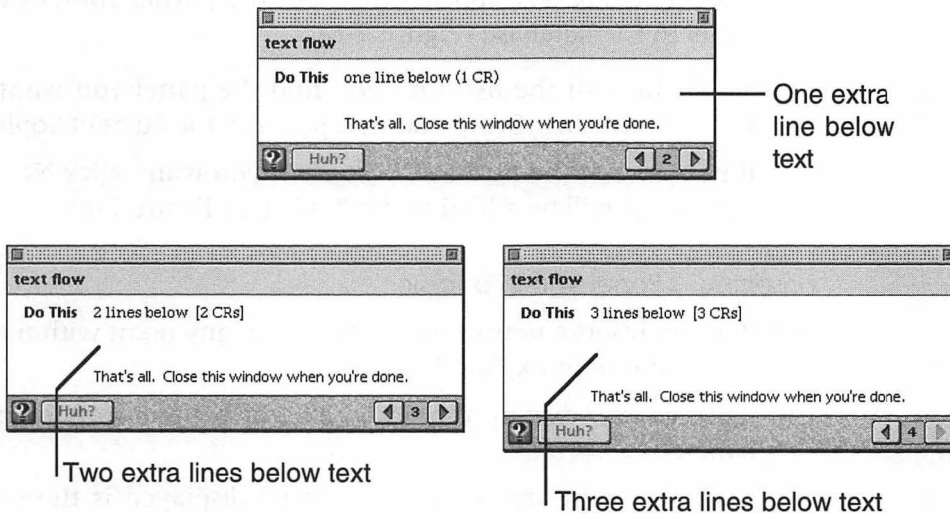 text flow
Do This one line below (1 CR)
That's all. Close this window when you're done.
Huh? 2
One extra
line below
text
text flow
Do This 2 lines below [2 CRs]
That's all. Close this window when you're done.
Huh? 3
Two extra lines below text
text flow
Do This 3 lines below [3 CRs]
That's all. Close this window when you're done.
Huh? 4
Three extra lines below text